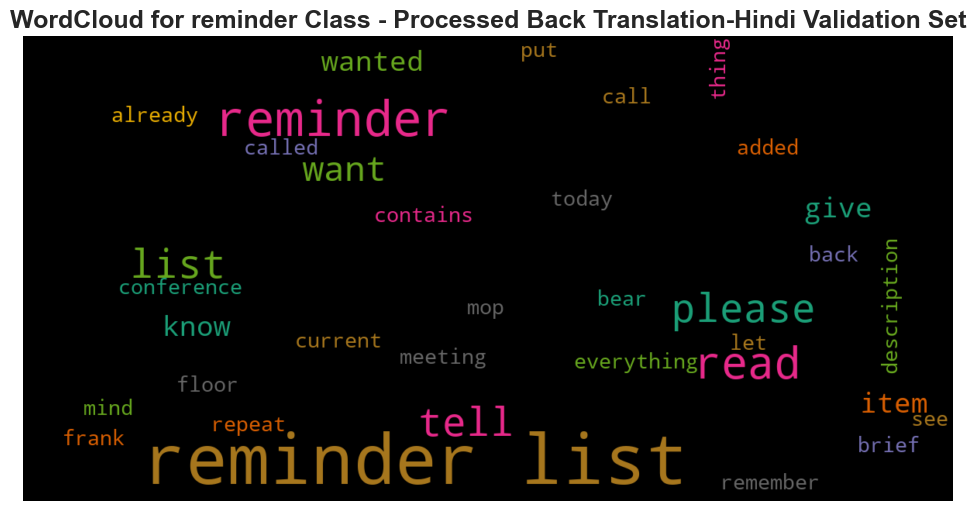 WordCloud for reminder Class - Processed Back Translation-Hindi Validation Set
put
thing
wanted
call
already
reminder
called
added
want
today
give
contains
back
list
description
conference
bear
mop
please
know
current
let
meeting
everything
read
floor
item
mind
see
tell
repeat
frank
brief
reminder list
remember